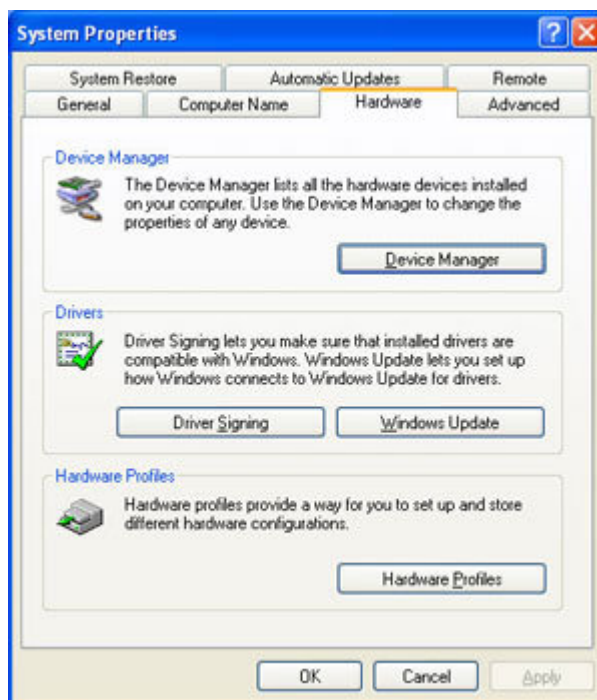 System Properties
System Restore Automatic Updates Remote
General Computer Name Hardware Advanced
Device Manager
The Device Manager lists all the hardware devices installed
on your computer. Use the Device Manager to change the
properties of any device.
Device Manager
Drivers
Driver Signing lets you make sure that installed drivers are
compatible with Windows. Windows Update lets you set up
how Windows connects to Windows Update for drivers.
Driver Signing Windows Update
Hardware Profiles
Hardware profiles provide a way for you to set up and store
different hardware configurations.
Hardware Profiles
OK Cancel Apply